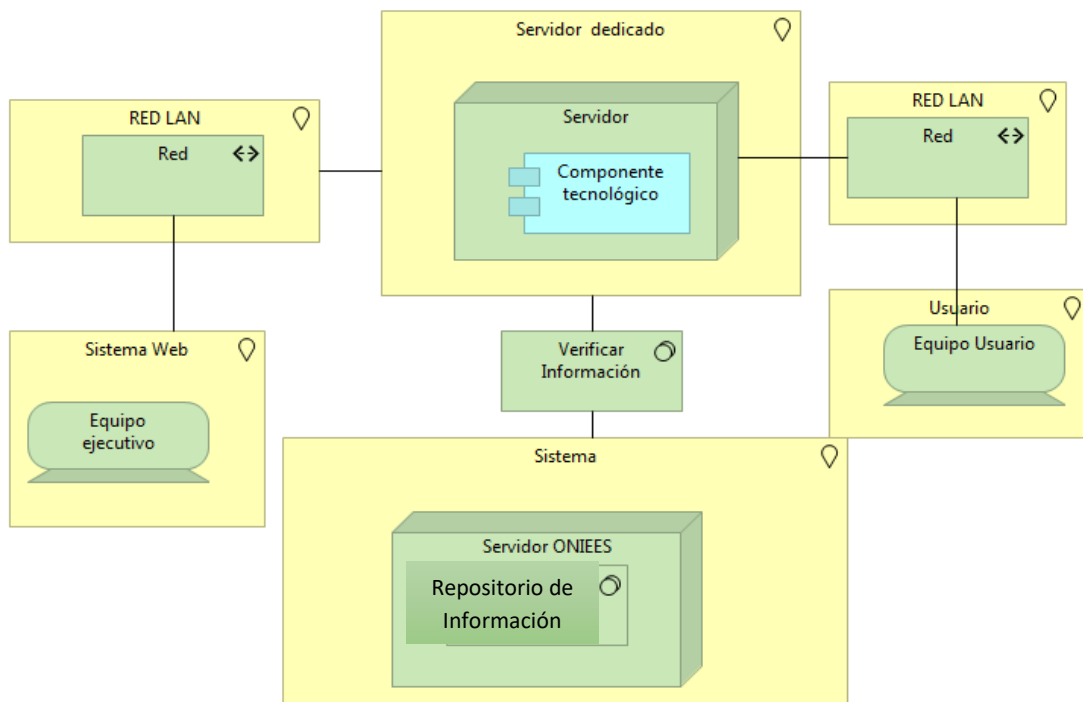 Servidor dedicado
Servidor
Componente
tecnológico
RED LAN
Red
RED LAN
Red
Sistema Web
Equipo
ejecutivo
Verificar
Información
Usuario
Equipo Usuario
Sistema
Servidor ONIEES
Repositorio de
Información